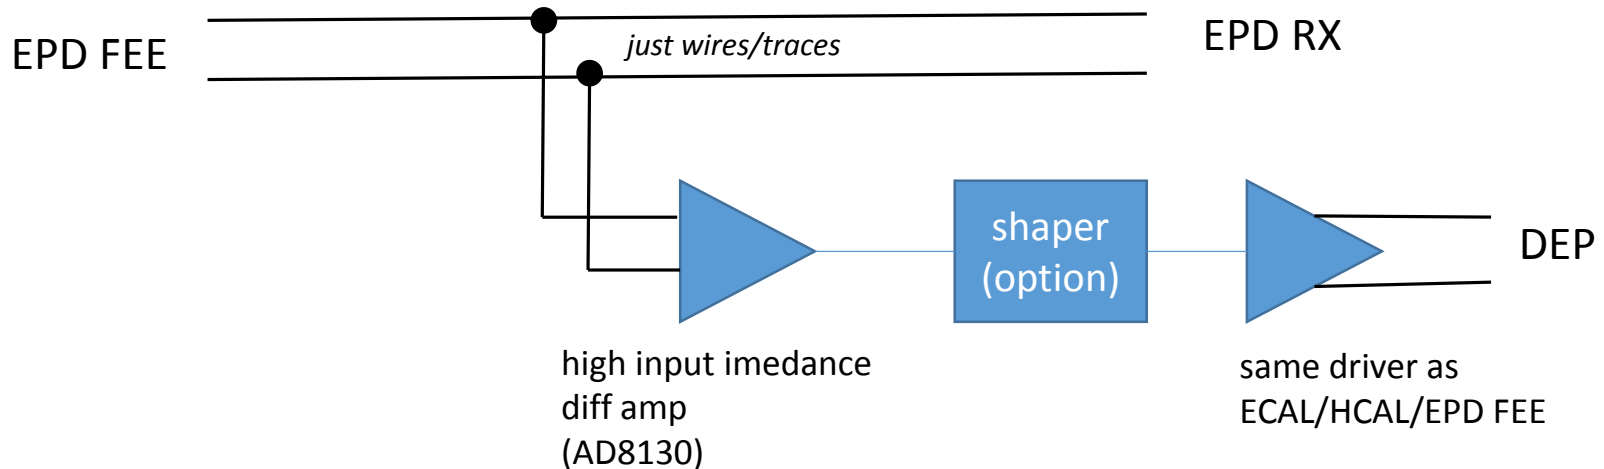 EPD FEE
just wires/traces
EPD RX
shaper
(option)
DEP
high input imedance
diff amp
(AD8130)
same driver as
ECAL/HCAL/EPD FEE